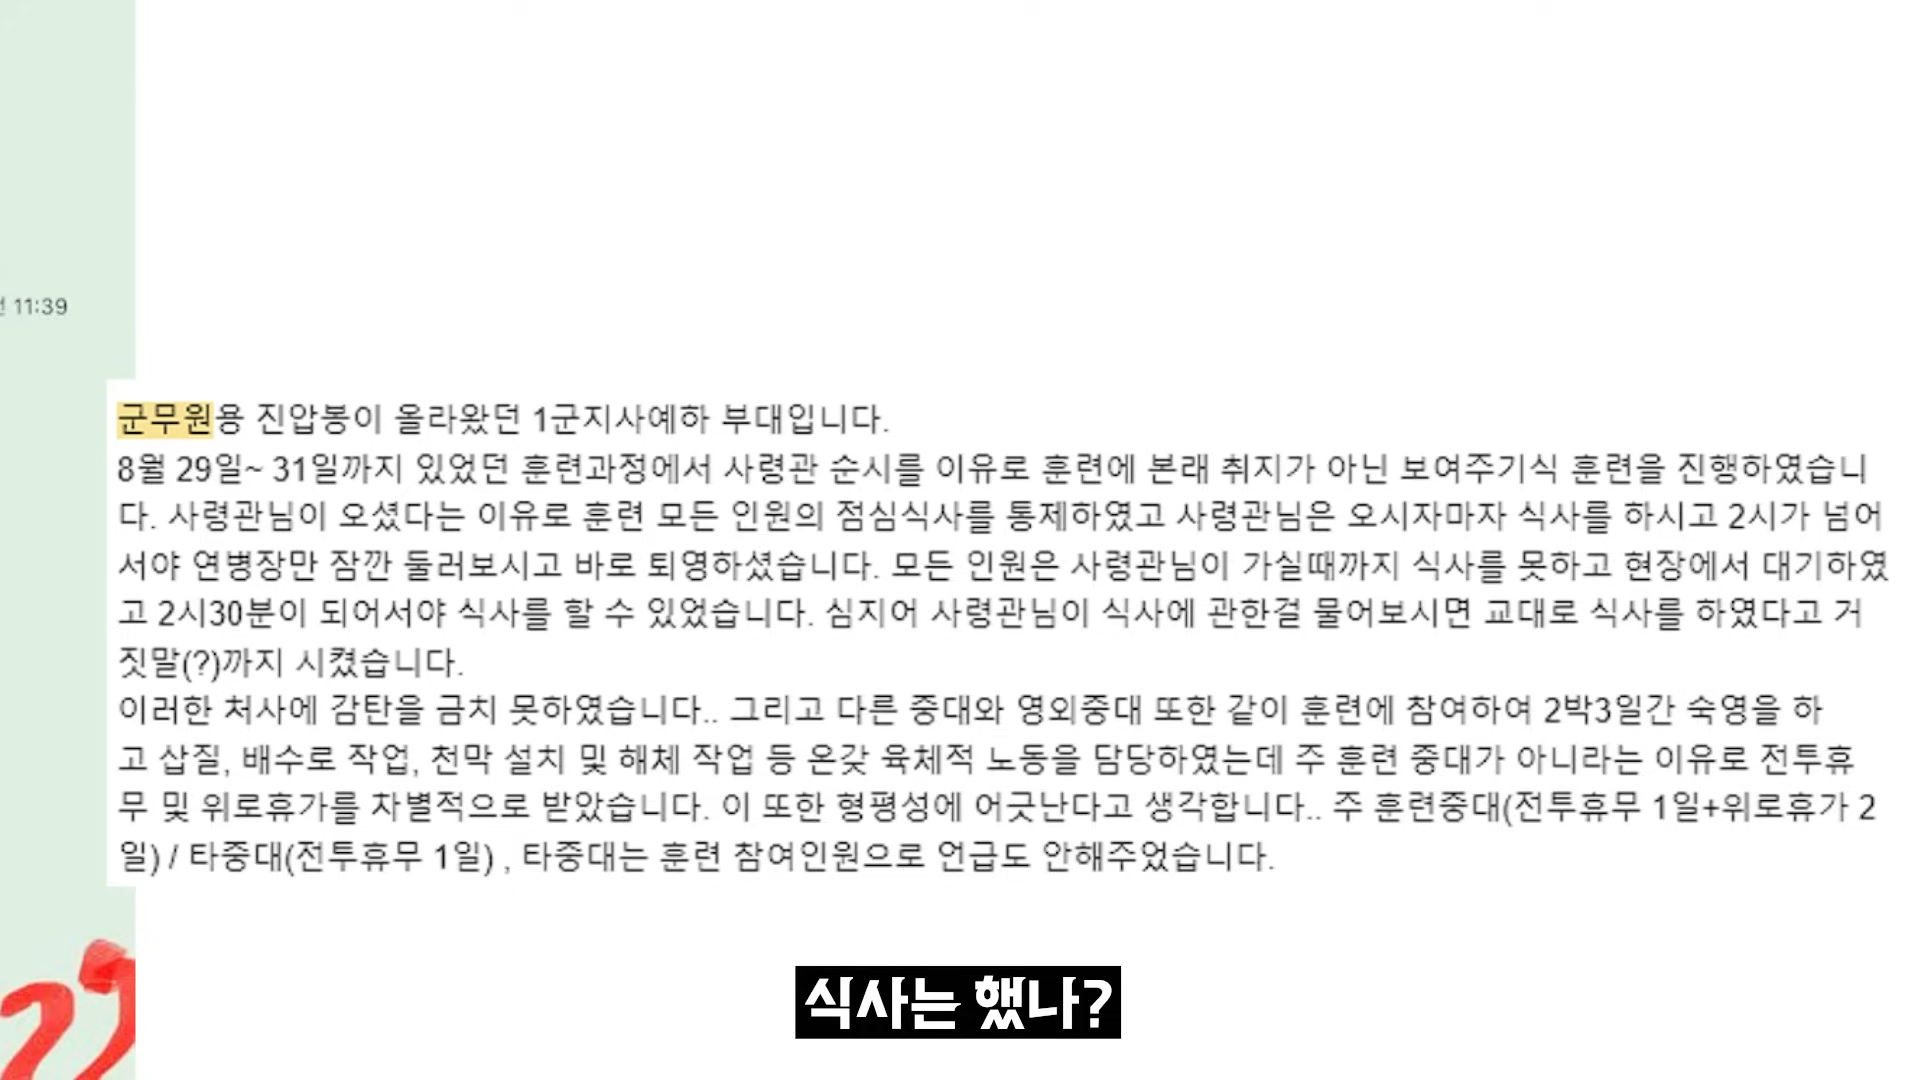 11:39
군무원용 진압봉이 올라왔던 1군지사예하 부대입니다.
8월 29일~ 31일까지 있었던 훈련과정에서 사령관 순시를 이유로 훈련에 본래 취지가 아닌 보여주기식 훈련을 진행하였습니
다. 사령관님이 오셨다는 이유로 훈련 모든 인원의 점심식사를 통제하였고 사령관님은 오시자마자 식사를 하시고 2시가 넘어
서야 연병장만 잠깐 둘러보시고 바로 퇴영하셨습니다. 모든 인원은 사령관님이 가실때까지 식사를 못하고 현장에서 대기하였
고 2시30분이 되어서야 식사를 할 수 있었습니다. 심지어 사령관님이 식사에 관한걸 물어보시면 교대로 식사를 하였다고 거
짓말(?)까지 시켰습니다.
이러한 처사에 감탄을 금치 못하였습니다.. 그리고 다른 중대와 영외중대 또한 같이 훈련에 참여하여 2박3일간 숙영을 하
고 삽질, 배수로 작업, 천막 설치 및 해체 작업 등 온갖 육체적 노동을 담당하였는데 주 훈련 중대가 아니라는 이유로 전투휴
무 및 위로휴가를 차별적으로 받았습니다. 이 또한 형평성에 어긋난다고 생각합니다.. 주 훈련중대(전투휴무 1일+위로휴가 2
일) / 타중대(전투휴무 1일) , 타중대는 훈련 참여인원으로 언급도 안해주었습니다.
식사는 했나?